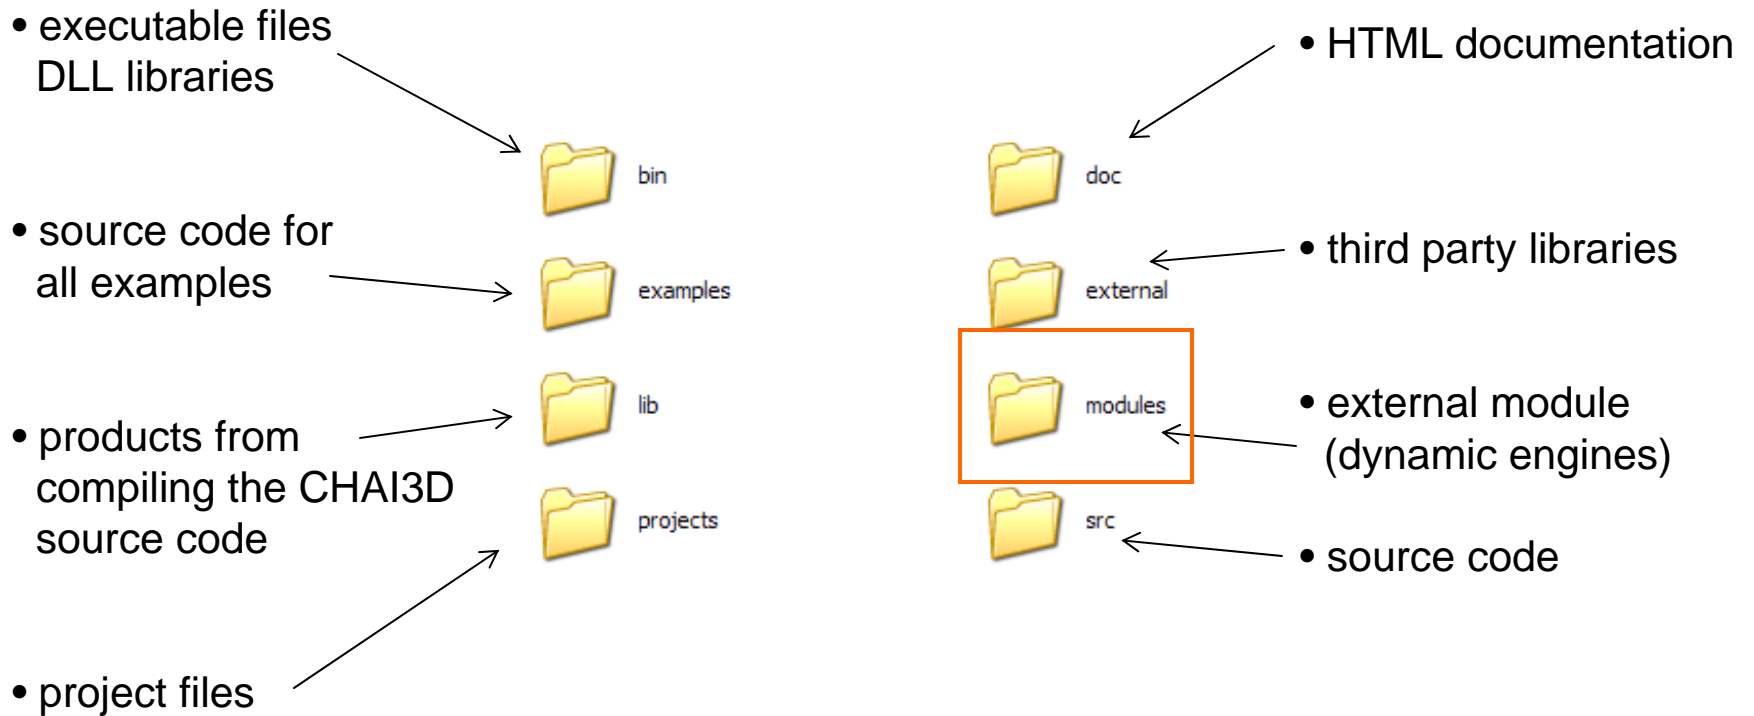 • executable files
DLL libraries
• source code for
all examples
• products from
compiling the CHAI3D
source code
• project files
bin
examples
lib
projects
doc
external
modules
src
• HTML documentation
• third party libraries
• external module
(dynamic engines)
• source code